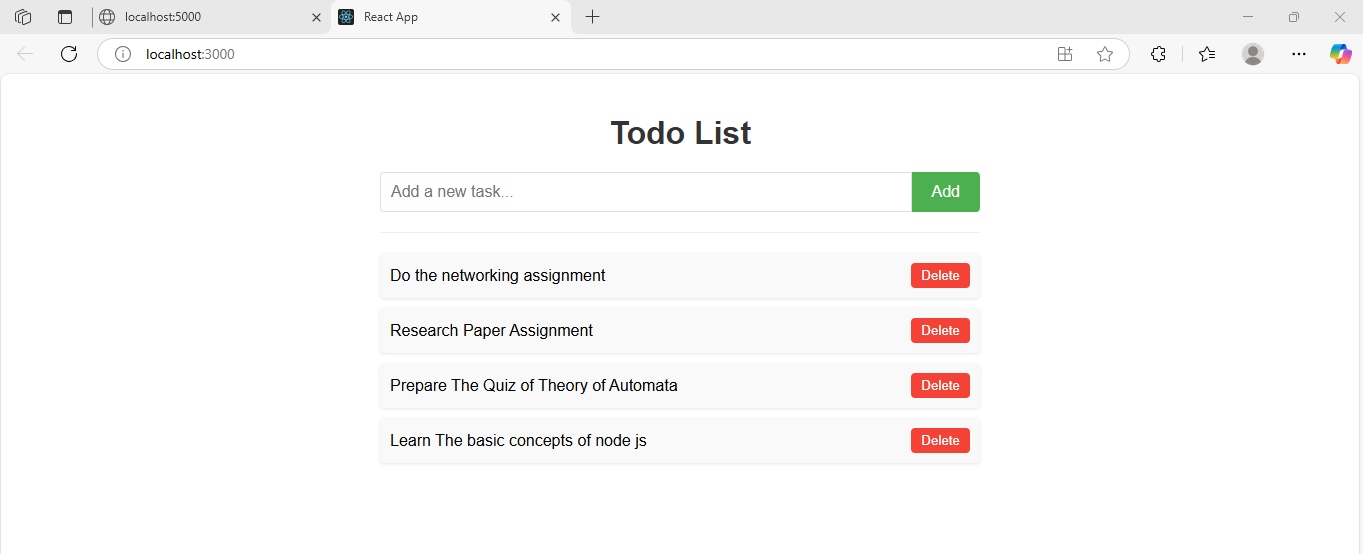 localhost:5000
React App
localhost:3000
Todo List
Add a new task...
Add
Do the networking assignment
Delete
Research Paper Assignment
Delete
Prepare The Quiz of Theory of Automata
Delete
Learn The basic concepts of node js
Delete